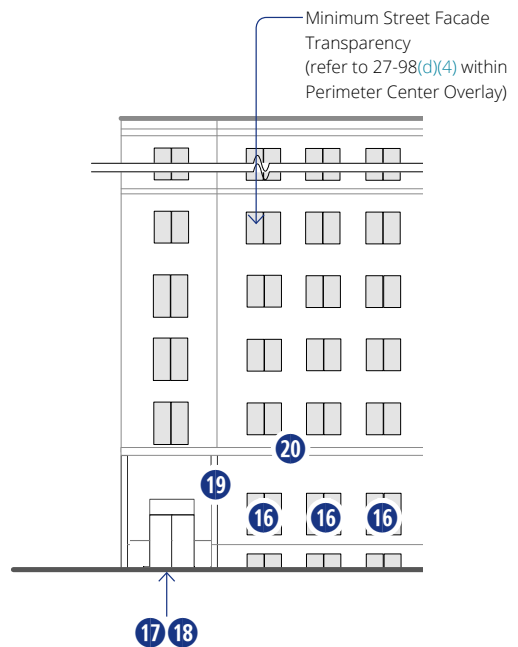 Minimum Street Facade
Transparency
(refer to 27-98(d)(4) within
Perimeter Center Overlay)
20
19
16 16 16
17 18